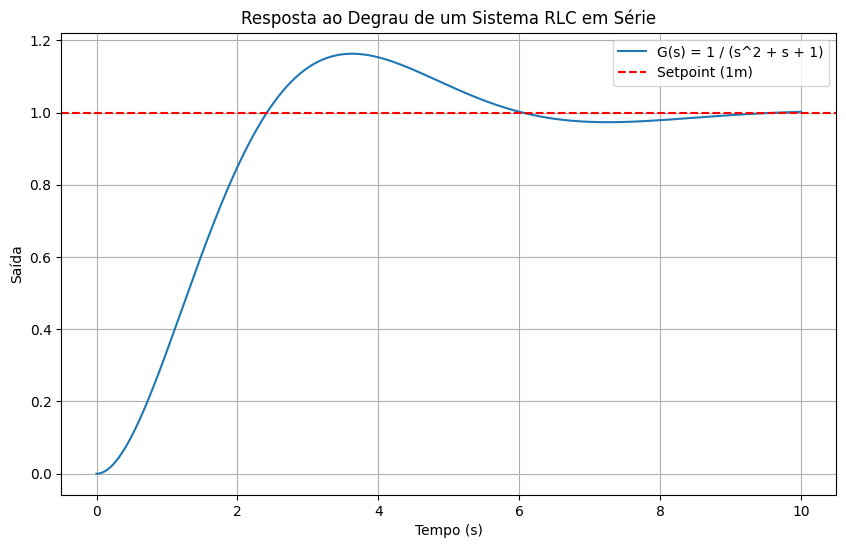 Resposta ao Degrau de um Sistema RLC em Série
G(s) = 1 / (s^2 + s + 1)
Setpoint (1m)
Saída
1.2
1.0
0.8
0.6
0.4
0.2
0.0
0
2
4
6
8
10
Tempo (s)